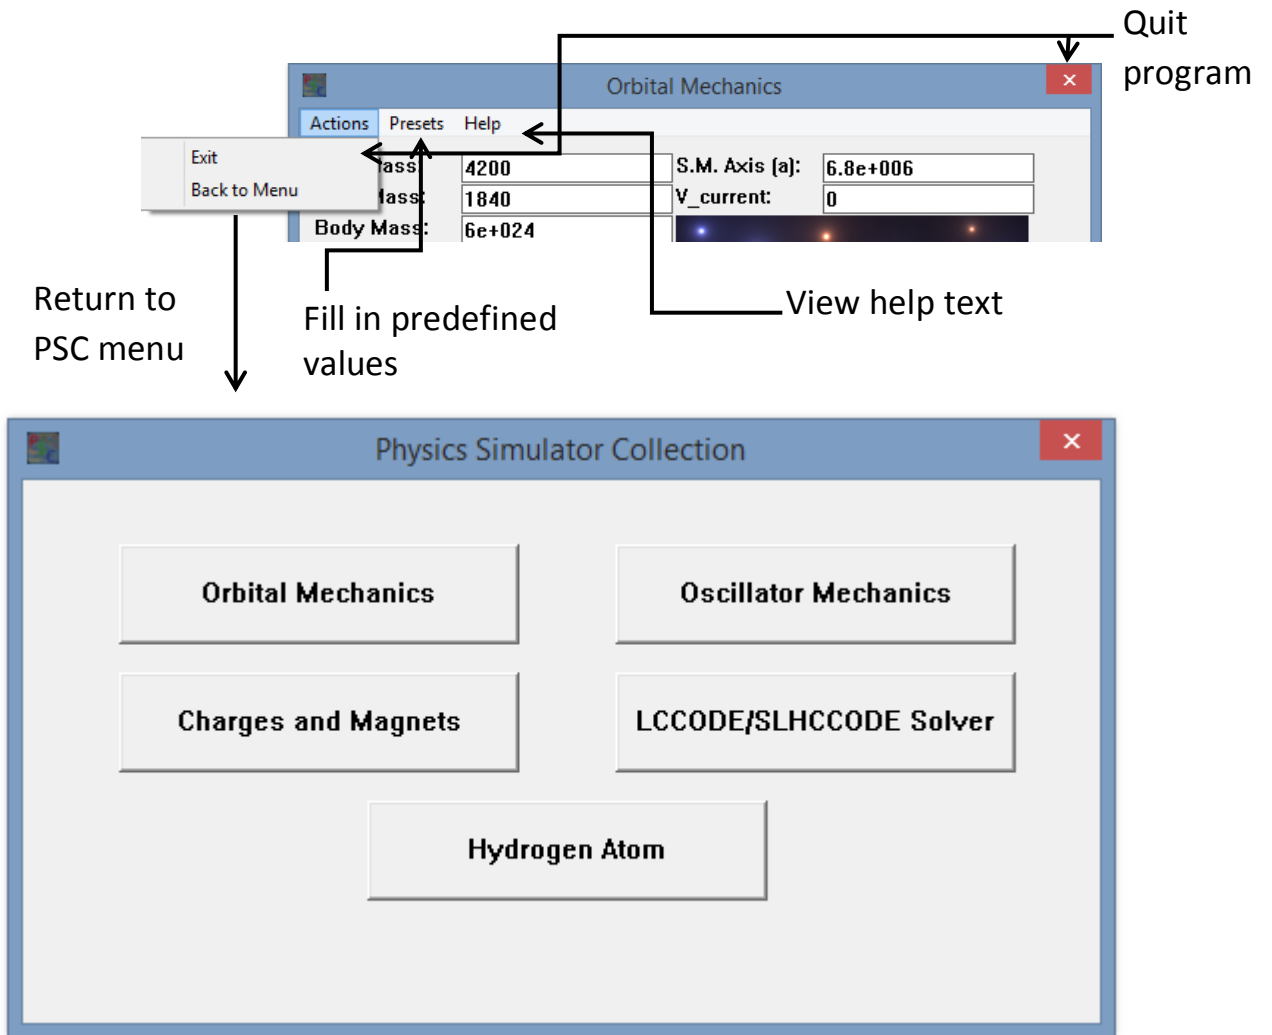 Quit
program
Orbital Mechanics
Actions Presets Help
Exit
Back to Menu
4200
S.M. Axis (a): 6.8e+006
1840
V_current: 0
Body Mass: 6e+024
Return to
PSC menu
Fill in predefined
values
View help text
Physics Simulator Collection
Orbital Mechanics
Oscillator Mechanics
Charges and Magnets
LCCODE/SLHCCODE Solver
Hydrogen Atom